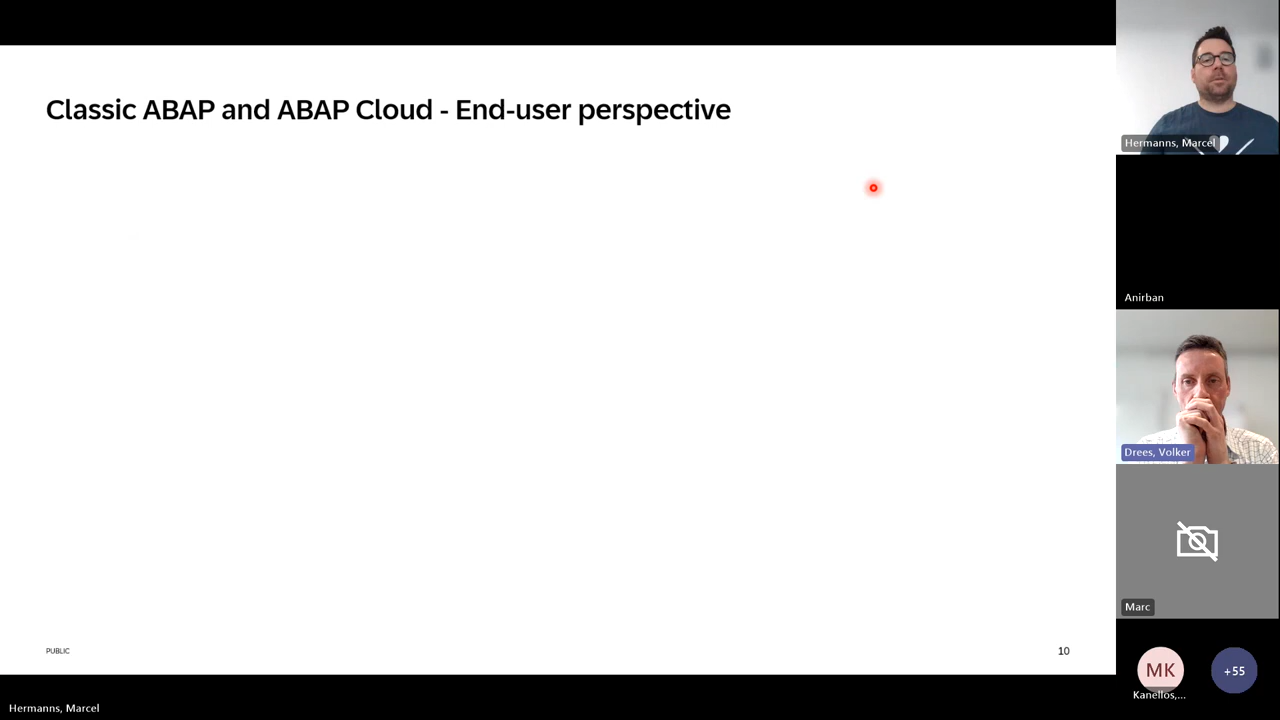 Classic ABAP and ABAP Cloud - End-user perspective
PUBLIC
10
Hermanns, Marcel
Hermanns, Marcel
Anirban
Drees, Volker
Marc
MK
Kanellos,...
+55